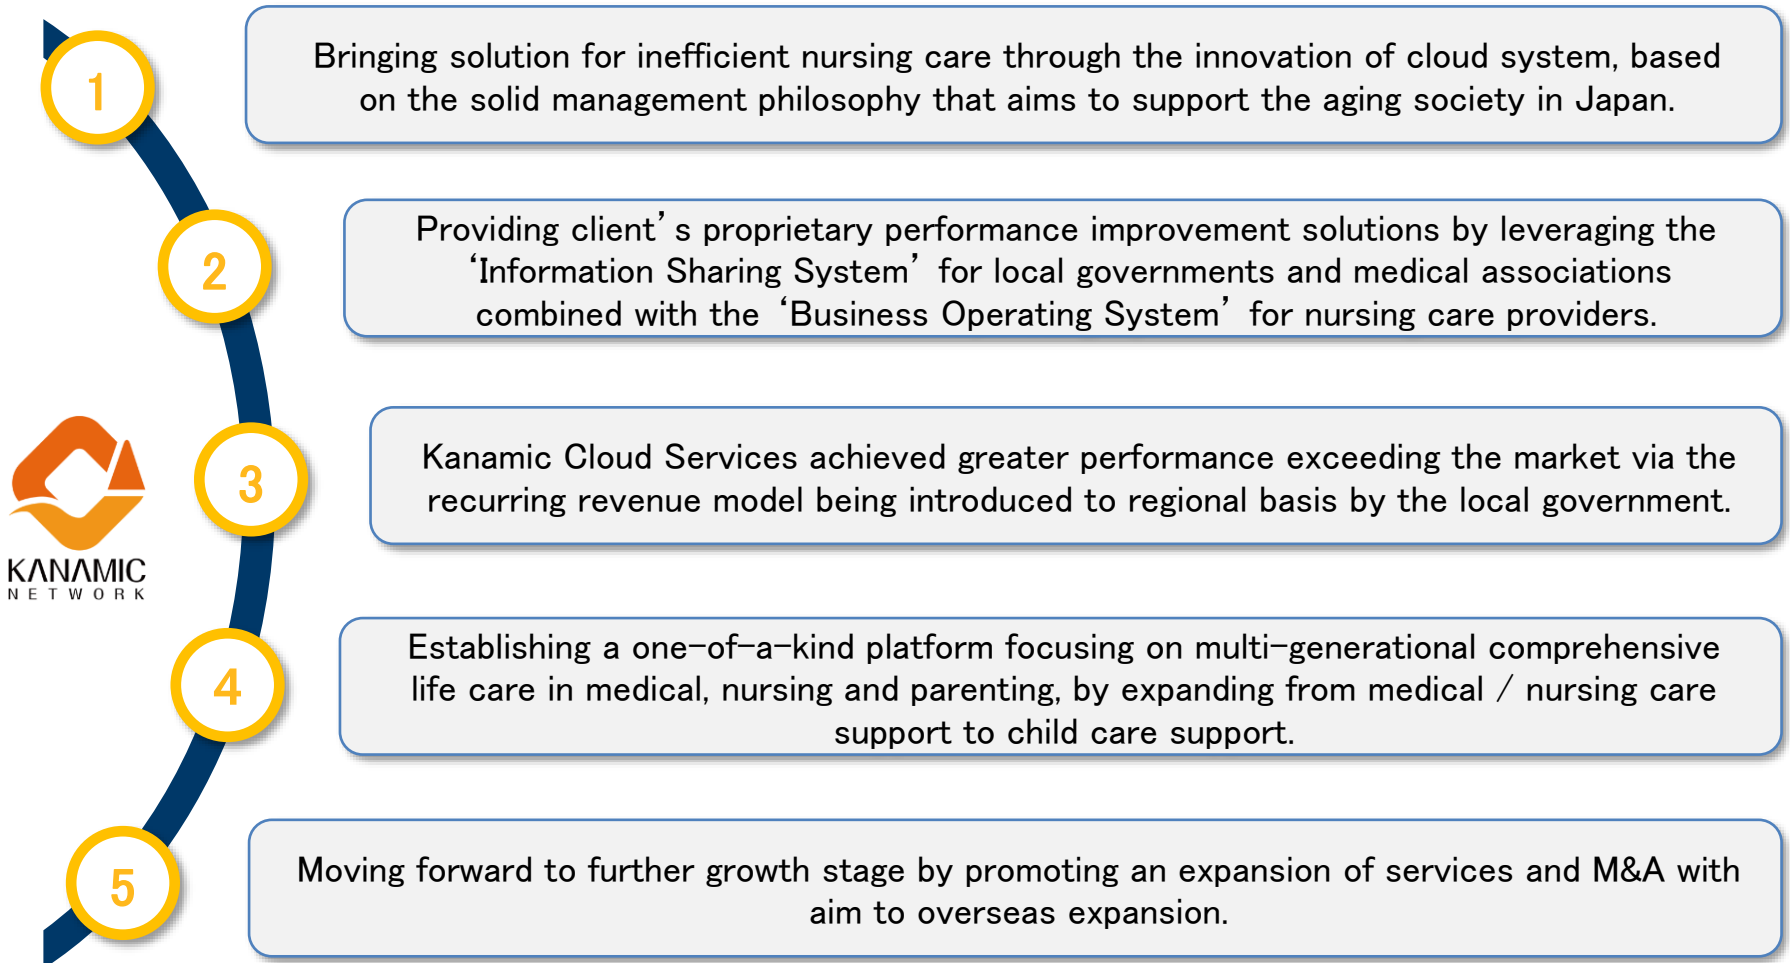 1
Bringing solution for inefficient nursing care through the innovation of cloud system, based
on the solid management philosophy that aims to support the aging society in Japan.
2
Providing client’s proprietary performance improvement solutions by leveraging the
‘Information Sharing System’ for local governments and medical associations
combined with the ‘Business Operating System’ for nursing care providers.
KANAMIC
NETWORK
3
Kanamic Cloud Services achieved greater performance exceeding the market via the
recurring revenue model being introduced to regional basis by the local government.
4
Establishing a one-of-a-kind platform focusing on multi-generational comprehensive
life care in medical, nursing and parenting, by expanding from medical / nursing care
support to child care support.
5
Moving forward to further growth stage by promoting an expansion of services and M&A with
aim to overseas expansion.